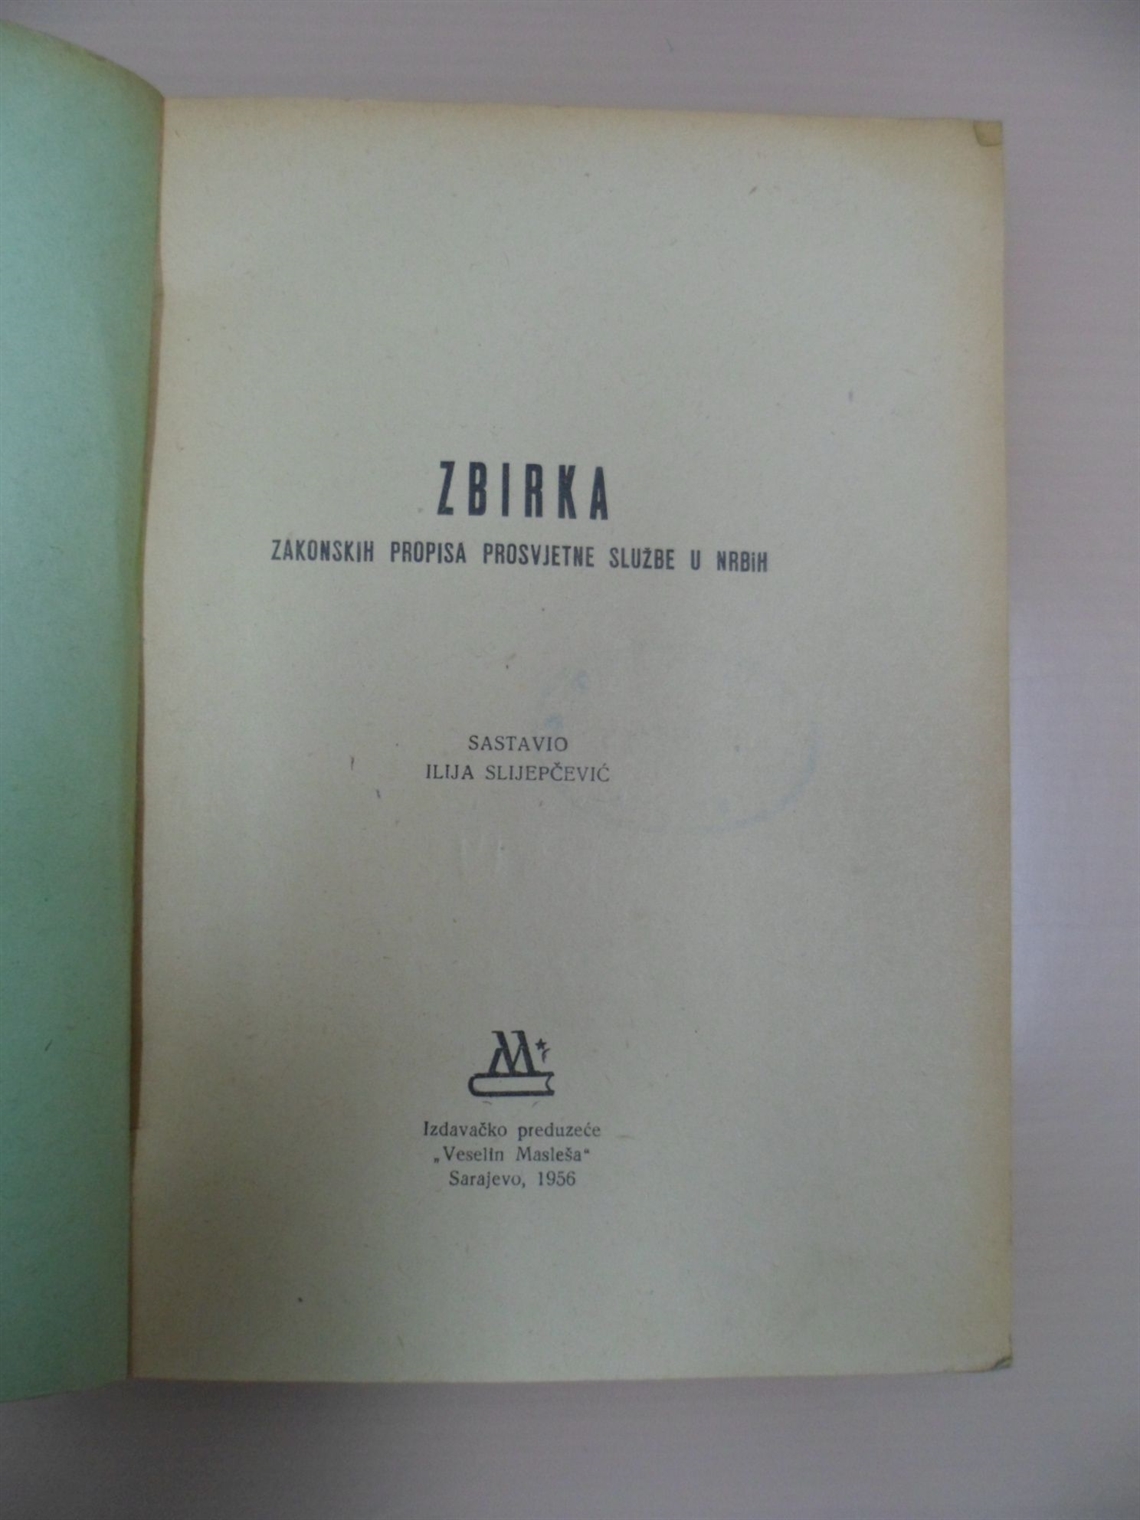 ZBIRKA
ZAKONSKIH PROPISA PROSVJETNE SLUŽBE U NRBiH
SASTAVIO
ILIJA SLIJEPČEVIĆ
Izdavačko preduzeće
„Veselin Masleša“
Sarajevo, 1956